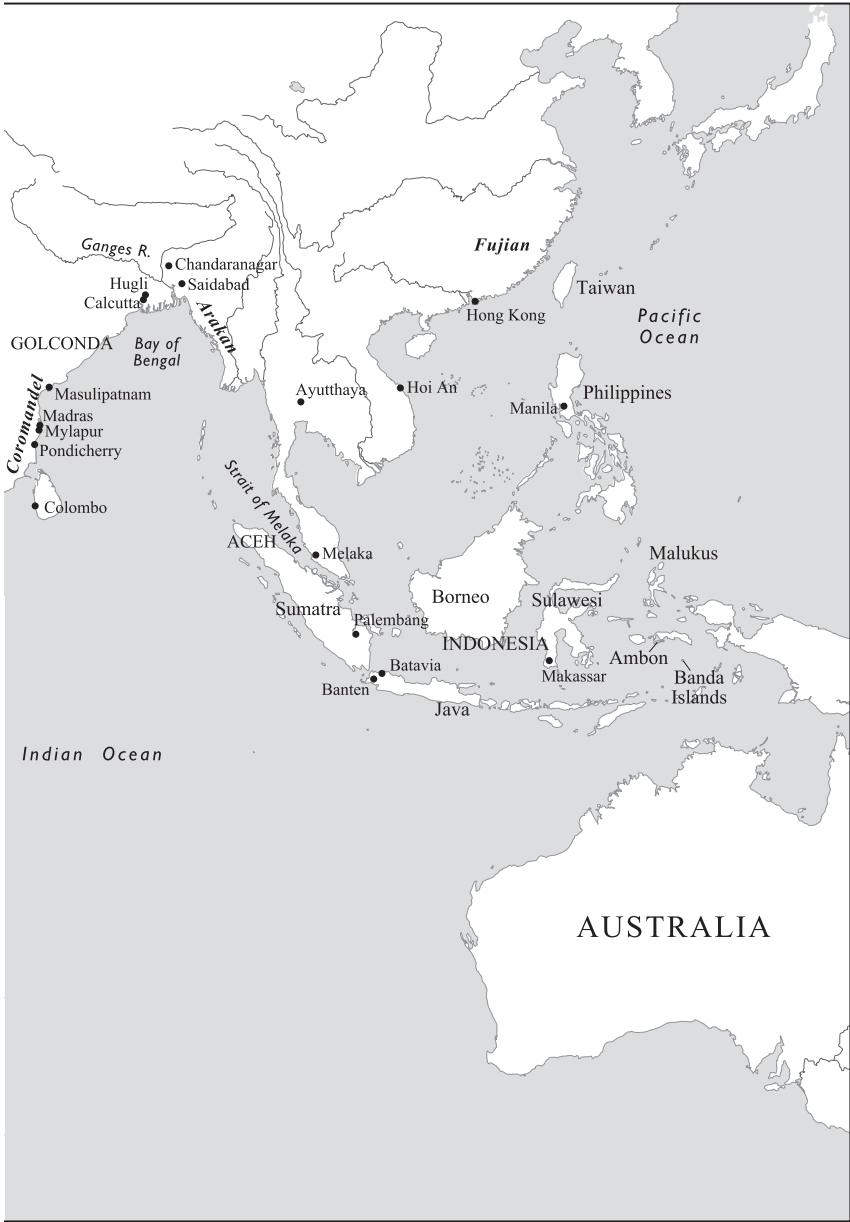 Ganges R.
Chandaranagar
Hugli
Saidabad
Calcutta
Arakan
Fujian
Taiwan
Hong Kong
Pacific
Ocean
GOLCONDA
Bay of
Bengal
Coromandel
Masulipatnam
Ayutthaya
Hoi An
Philippines
Manila
Madras
Mylapur
Pondicherry
Colombo
Strait of Melaka
ACEH
Melaka
Malukus
Borneo
Sulawesi
Sumatra
Palembang
INDONESIA
Ambon
Batavia
Makassar
Banda
Islands
Banten
Java
Indian Ocean
AUSTRALIA